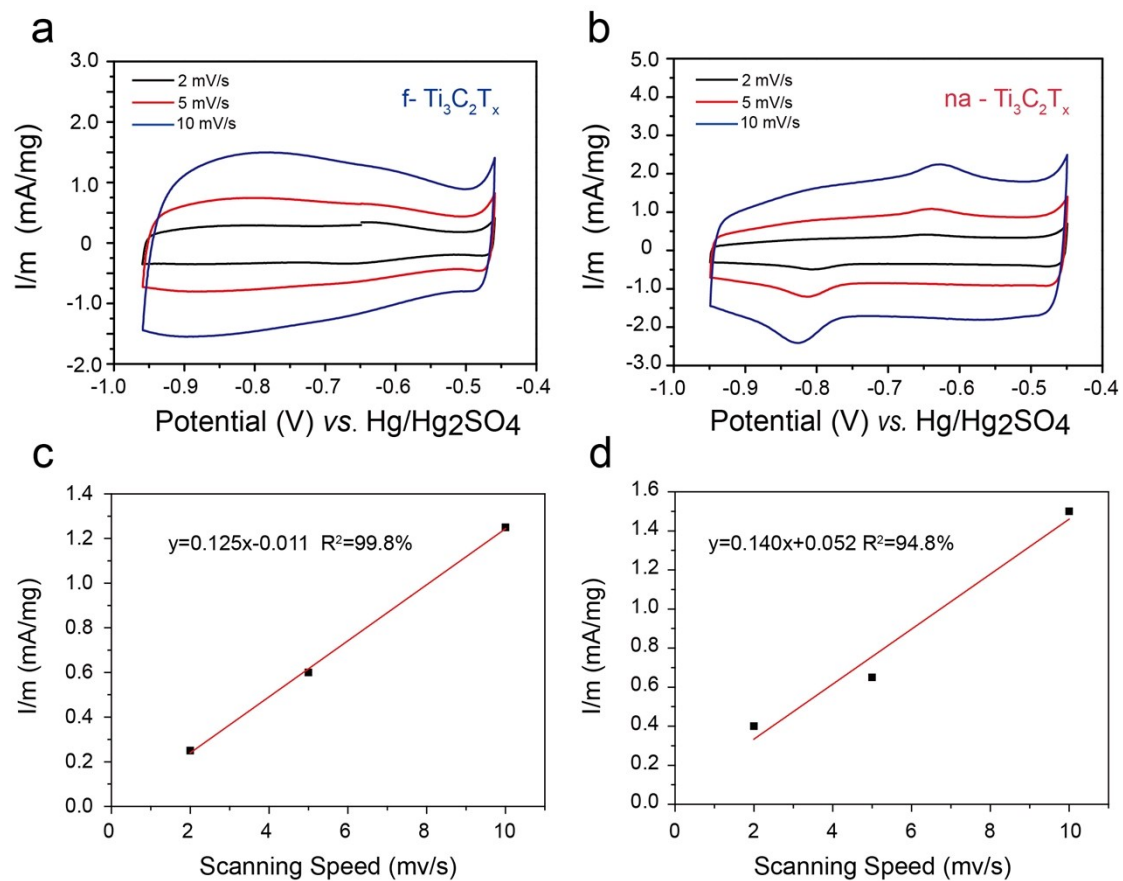 a
3.0
2.0
1.0
0
-1.0
-2.0
I/m (mA/mg)
2 mV/s
5 mV/s
10 mV/s
f- Ti₃C₂Tₓ
-1.0 -0.9 -0.8 -0.7 -0.6 -0.5 -0.4
Potential (V) vs. Hg/Hg₂SO₄
b
5.0
4.0
3.0
2.0
1.0
0
-1.0
-2.0
-3.0
I/m (mA/mg)
2 mV/s
5 mV/s
10 mV/s
na - Ti₃C₂Tₓ
-1.0 -0.9 -0.8 -0.7 -0.6 -0.5 -0.4
Potential (V) vs. Hg/Hg₂SO₄
c
1.4
1.2
1.0
0.8
0.6
0.4
0.2
0.0
I/m (mA/mg)
y=0.125x-0.011 R²=99.8%
0 2 4 6 8 10
Scanning Speed (mv/s)
d
1.6
1.4
1.2
1.0
0.8
0.6
0.4
0.2
0.0
I/m (mA/mg)
y=0.140x+0.052 R²=94.8%
0 2 4 6 8 10
Scanning Speed (mv/s)